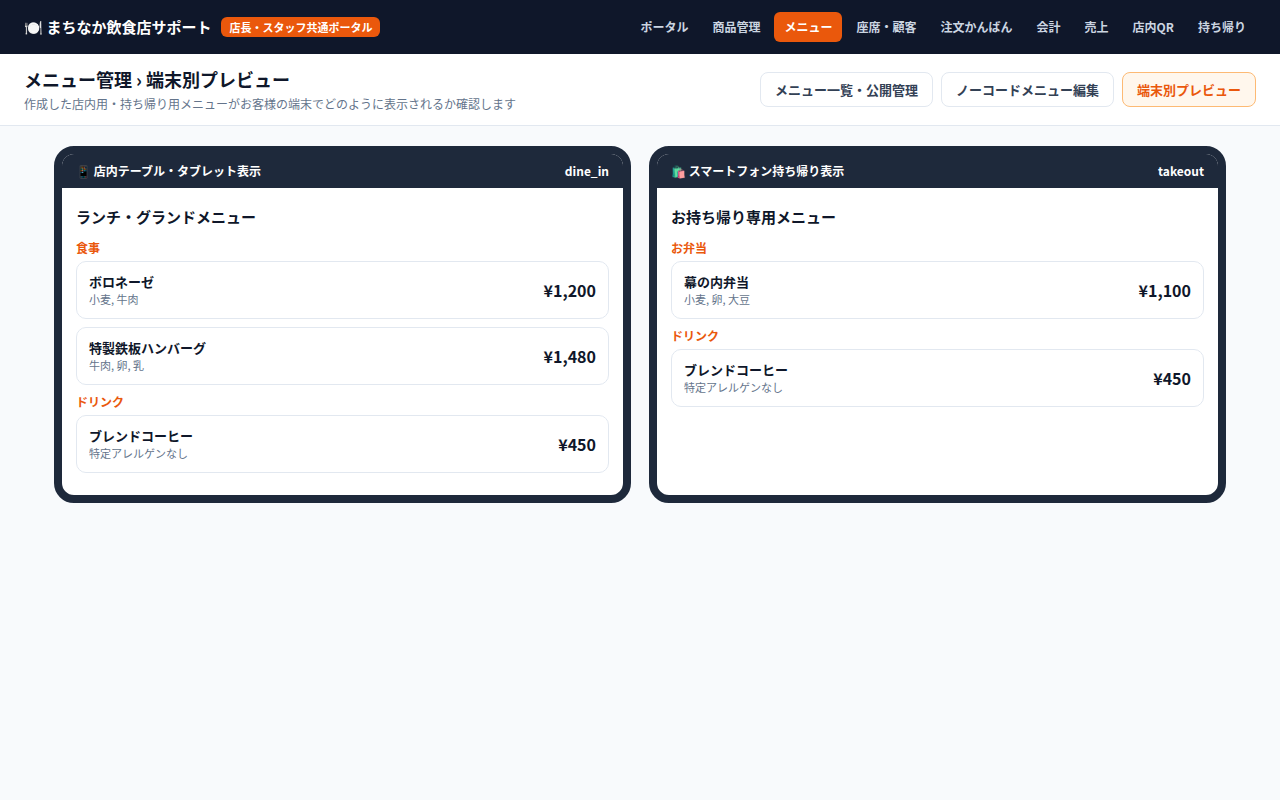 まちなか飲食店サポート 店長・スタッフ共通ポータル ポータル 商品管理 メニュー 座席・顧客 注文かんばん 会計 売上 店内QR 持ち帰り
メニュー管理 › 端末別プレビュー
作成した店内用・持ち帰り用メニューがお客様の端末でどのように表示されるか確認します
メニュー一覧・公開管理 ノーコードメニュー編集 端末別プレビュー
店内テーブル・タブレット表示 dine_in
ランチ・グランドメニュー
食事
ボロネーゼ ¥1,200
小麦, 牛肉
特製鉄板ハンバーグ ¥1,480
牛肉, 卵, 乳
ドリンク
ブレンドコーヒー ¥450
特定アレルゲンなし
スマートフォン持ち帰り表示 takeout
お持ち帰り専用メニュー
お弁当
幕の内弁当 ¥1,100
小麦, 卵, 大豆
ドリンク
ブレンドコーヒー ¥450
特定アレルゲンなし